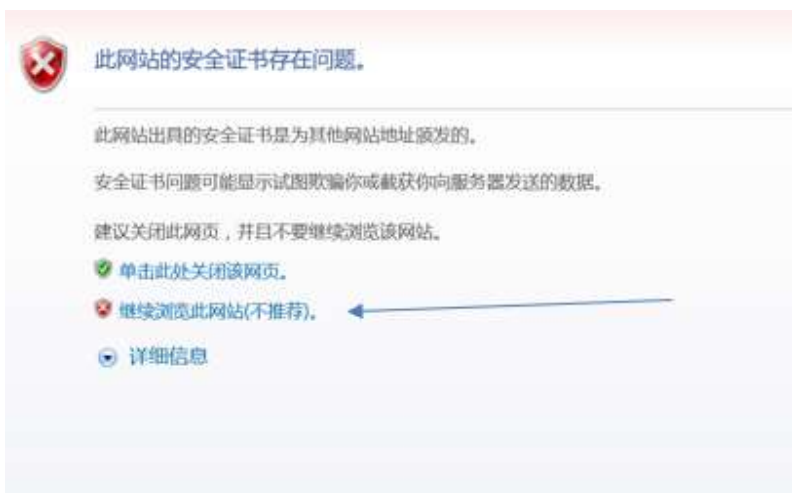 此网站的安全证书存在问题。
此网站出具的安全证书是为其他网站地址颁发的。
安全证书问题可能显示试图欺骗你或截获你向服务器发送的数据。
建议关闭此网页，并且不要继续浏览该网站。
单击此处关闭该网页。
继续浏览此网站(不推荐)。
详细信息